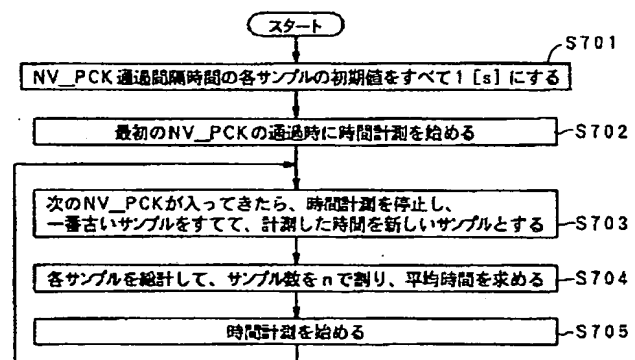 スタート
S701
NV_PCK通過間隔時間の各サンプルの初期値をすべて1[s]にする
最初のNV_PCKの通過時に時間計測を始める
S702
次のNV_PCKが入ってきたら、時間計測を停止し、
一番古いサンプルをすてて、計測した時間を新しいサンプルとする
S703
各サンプルを総計して、サンプル数をnで割り、平均時間を求める
S704
時間計測を始める
S705